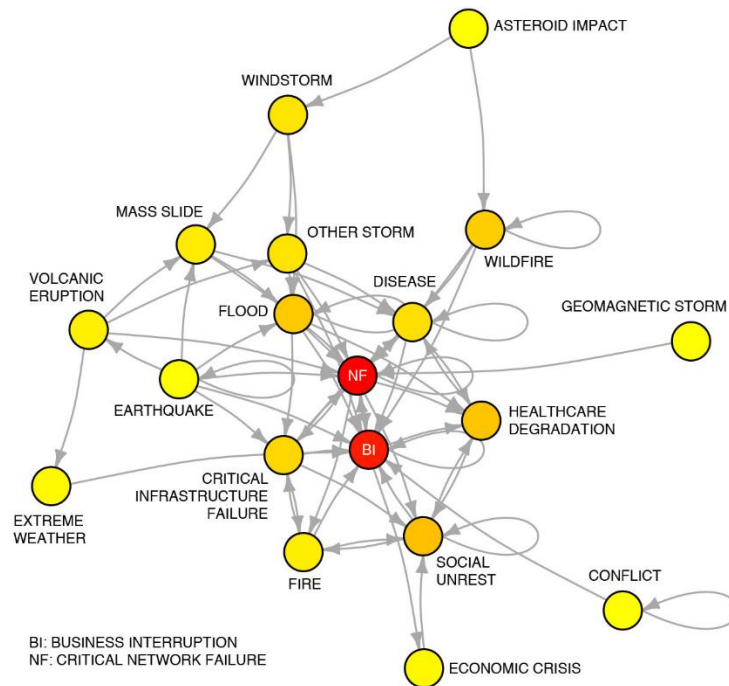 ASTEROID IMPACT
WINDSTORM
MASS SLIDE
OTHER STORM
WILDFIRE
VOLCANIC
ERUPTION
DISEASE
FLOOD
GEOMAGNETIC STORM
NF
EARTHQUAKE
HEALTHCARE
DEGRADATION
BI
CRITICAL
INFRASTRUCTURE
FAILURE
EXTREME
WEATHER
SOCIAL
UNREST
FIRE
CONFLICT
BI: BUSINESS INTERRUPTION
NF: CRITICAL NETWORK FAILURE
ECONOMIC CRISIS